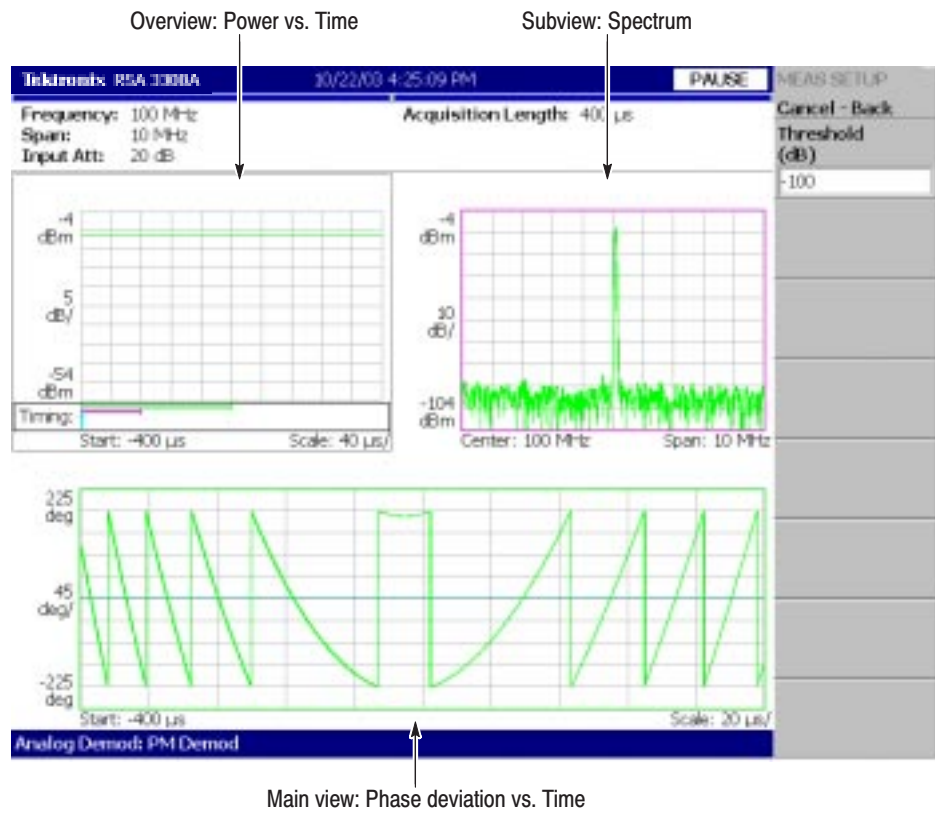 Overview: Power vs. Time
Subview: Spectrum
Tektronix RSA 3308A
10/22/03 4:25:09 PM
PAUSE
MEAS SETUP
Frequency: 100 MHz
Acquisition Length: 400 µs
Span: 10 MHz
Input Att: 20 dB
Cancel - Back
Threshold
(dB)
-100
-4
dBm
5
dB/
-54
dBm
Timing:
Start: -400 µs
Scale: 40 µs/
-4
dBm
10
dB/
-104
dBm
Center: 100 MHz
Span: 10 MHz
225
deg
45
deg/
-225
deg
Start: -400 µs
Scale: 20 µs/
Analog Demod: PM Demod
Main view: Phase deviation vs. Time